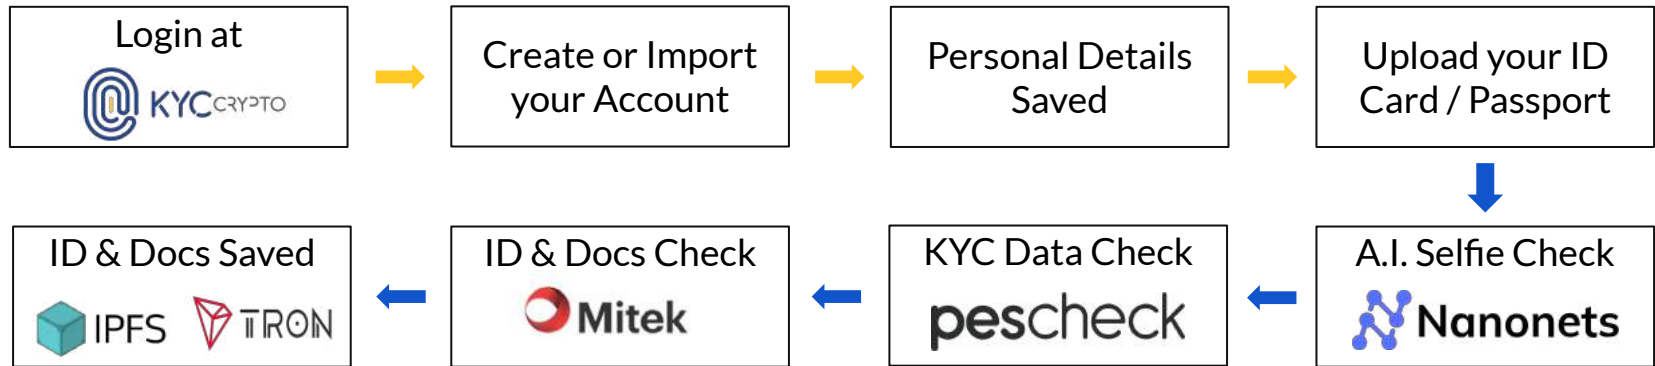 Login at
KYCCRYPTO
Create or Import
your Account
Personal Details
Saved
Upload your ID
Card / Passport
ID & Docs Saved
IPFS TRON
ID & Docs Check
Mitek
KYC Data Check
pescheck
A.I. Selfie Check
Nanonets